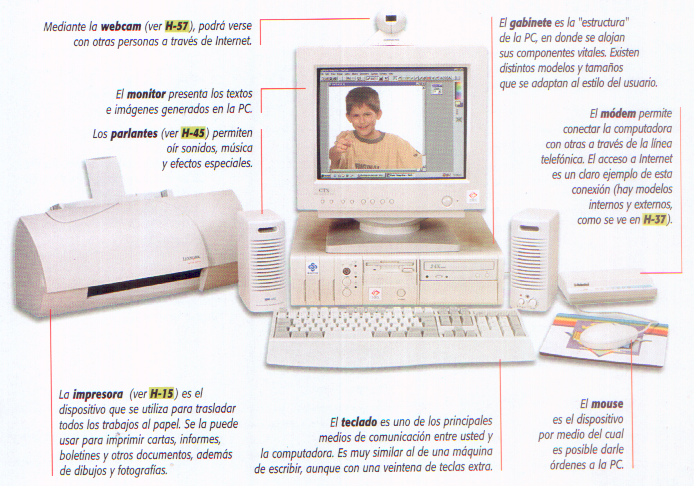 Mediante la webcam (ver H-57), podrá verse
con otras personas a través de Internet.
El monitor presenta los textos
e imágenes generados en la PC.
Los parlantes (ver H-45) permiten
oír sonidos, música
y efectos especiales.
El gabinete es la "estructura"
de la PC, en donde se alojan
sus componentes vitales. Existen
distintos modelos y tamaños
que se adaptan al estilo del usuario.
El módem permite
conectar la computadora
con otras a través de la línea
telefónica. El acceso a Internet
es un claro ejemplo de esta
conexión (hay modelos
internos y externos,
como se ve en H-37).
La impresora (ver H-15) es el
dispositivo que se utiliza para trasladar
todos los trabajos al papel. Se la puede
usar para imprimir cartas, informes,
boletines y otros documentos, además
de dibujos y fotografías.
El teclado es uno de los principales
medios de comunicación entre usted y
la computadora. Es muy similar al de una máquina
de escribir, aunque con una veintena de teclas extra.
El mouse
es el dispositivo
por medio del cual
es posible darle
órdenes a la PC.